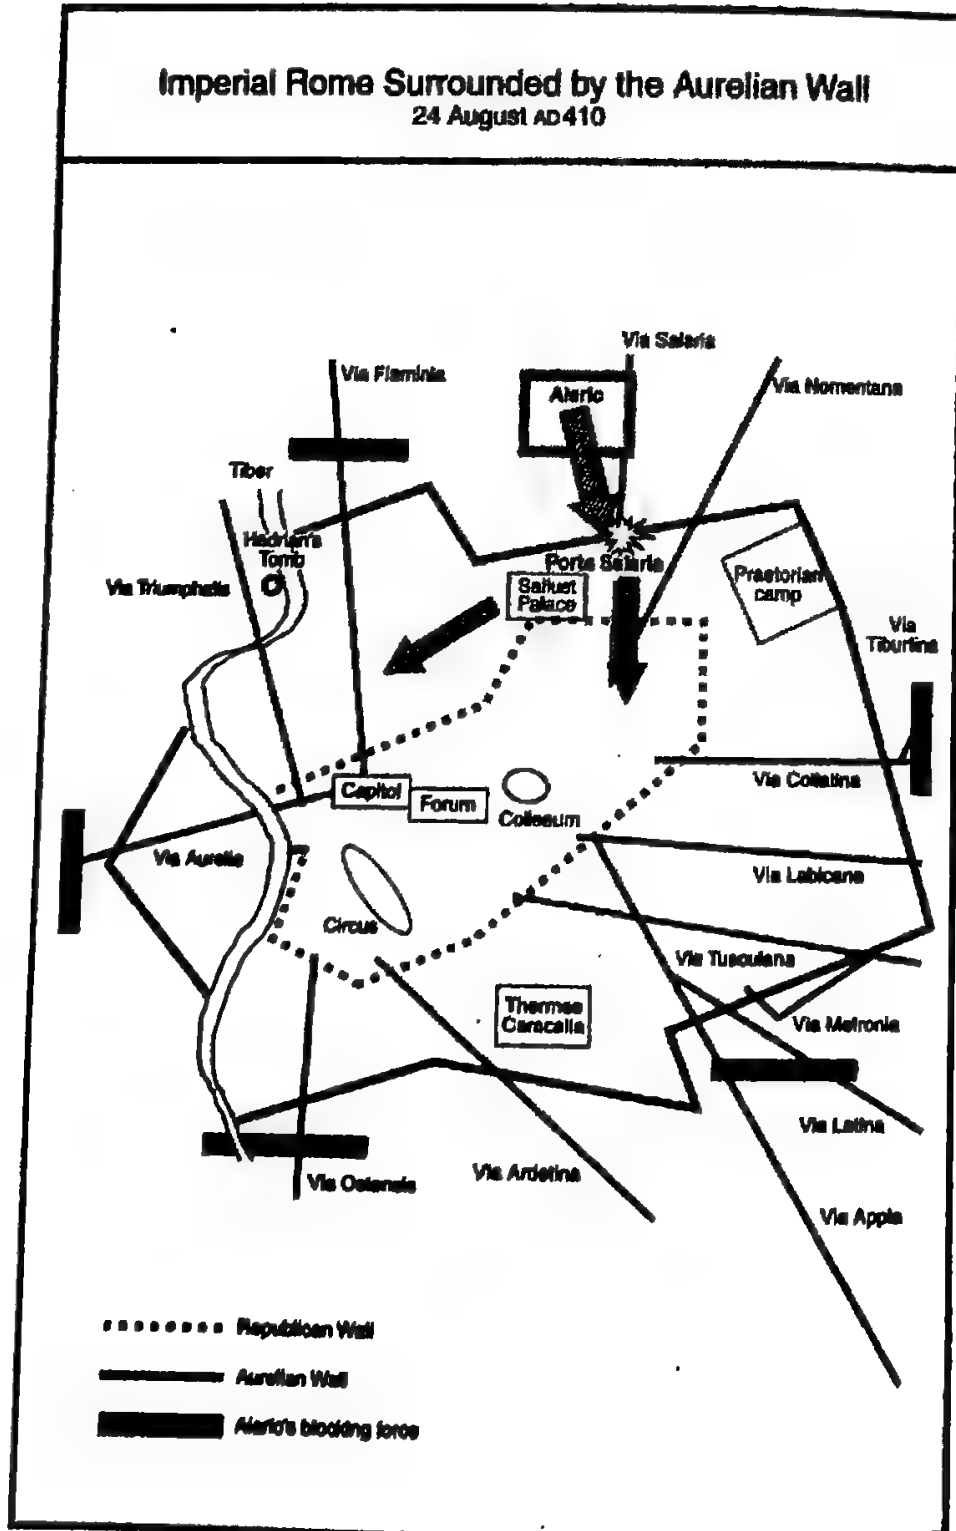 Imperial Rome Surrounded by the Aurelian Wall
24 August AD410
Via Salaria
Via Flaminia
Alaric
Via Nomentana
Tiber
Hadrian's
Tomb
Porta Salaria
Via Triumphalis
Sallust
Palace
Praetorian
camp
Via
Tiburtina
Via Collatina
Capitol
Forum
Coliseum
Via Aurelia
Via Labicana
Circus
Via Tusculana
Thermae
Caracalla
Via Metronia
Via Latina
Via Ostensis
Via Ardetina
Via Appia
Republican Wall
Aurelian Wall
Alaric's blocking force